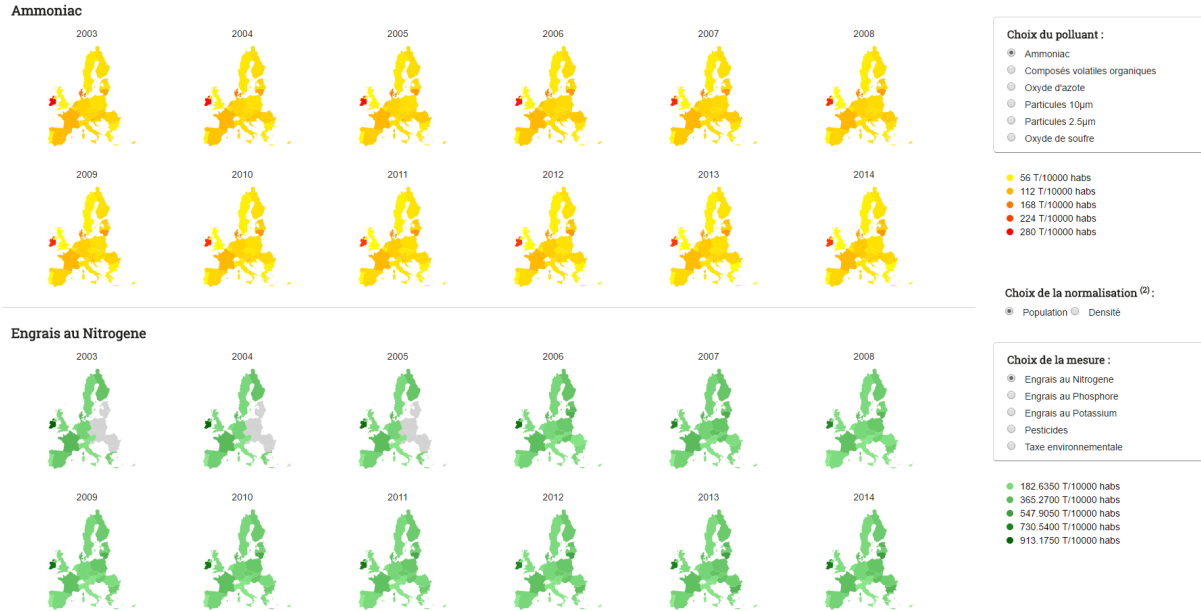 Ammoniac
2003 2004 2005 2006 2007 2008
2009 2010 2011 2012 2013 2014
Choix du polluant :
Ammoniac
Composés volatiles organiques
Oxyde d'azote
Particules 10μm
Particules 2.5μm
Oxyde de soufre
56 T/10000 habs
112 T/10000 habs
168 T/10000 habs
224 T/10000 habs
280 T/10000 habs
Choix de la normalisation (2) :
Population Densité
Engrais au Nitrogene
2003 2004 2005 2006 2007 2008
2009 2010 2011 2012 2013 2014
Choix de la mesure :
Engrais au Nitrogene
Engrais au Phosphore
Engrais au Potassium
Pesticides
Taxe environnementale
182.6350 T/10000 habs
365.2700 T/10000 habs
547.9050 T/10000 habs
730.5400 T/10000 habs
913.1750 T/10000 habs